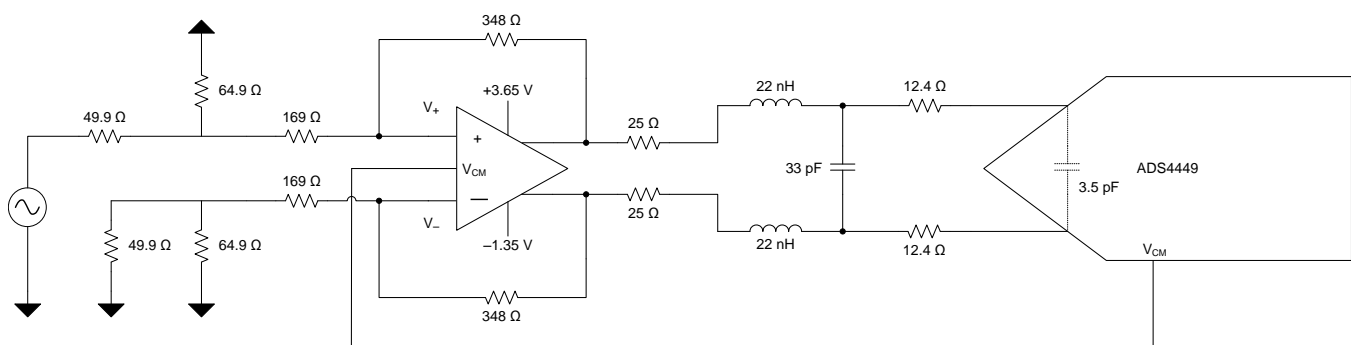 348 Ω
64.9 Ω
+3.65 V
22 nH
12.4 Ω
49.9 Ω
169 Ω
V+
+
25 Ω
VCM
33 pF
3.5 pF
ADS4449
169 Ω
49.9 Ω
64.9 Ω
V–
–
–1.35 V
25 Ω
22 nH
12.4 Ω
VCM
348 Ω